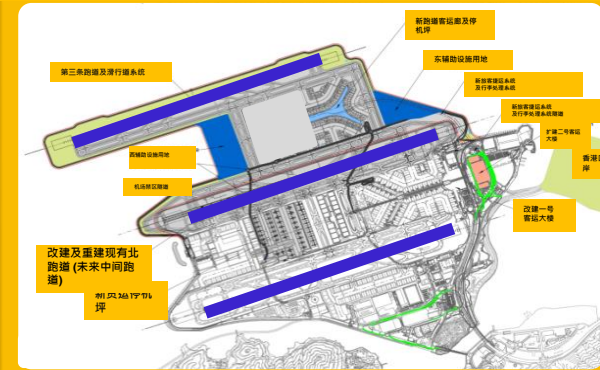 新跑道客运廊及停
机坪
第三条跑道及滑行道系统
东辅助设施用地
新旅客捷运系统
及行李处理系统
新旅客捷运系统
及行李处理系统隧道
扩建二号客运
大楼
西辅助设施用地
香港
岸
机场禁区隧道
改建一号
客运大楼
改建及重建现有北
跑道 (未来中间跑
道)
新货运停机
坪